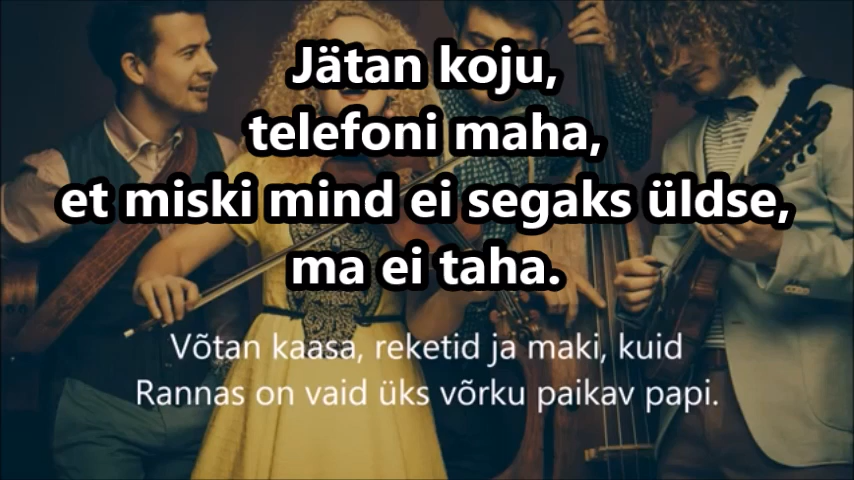 Jätan koju,
telefoni maha,
et miski mind ei segaks üldse,
ma ei taha.
Võtan kaasa, reketid ja maki, kuid
Rannas on vaid üks võrku paikav papi.